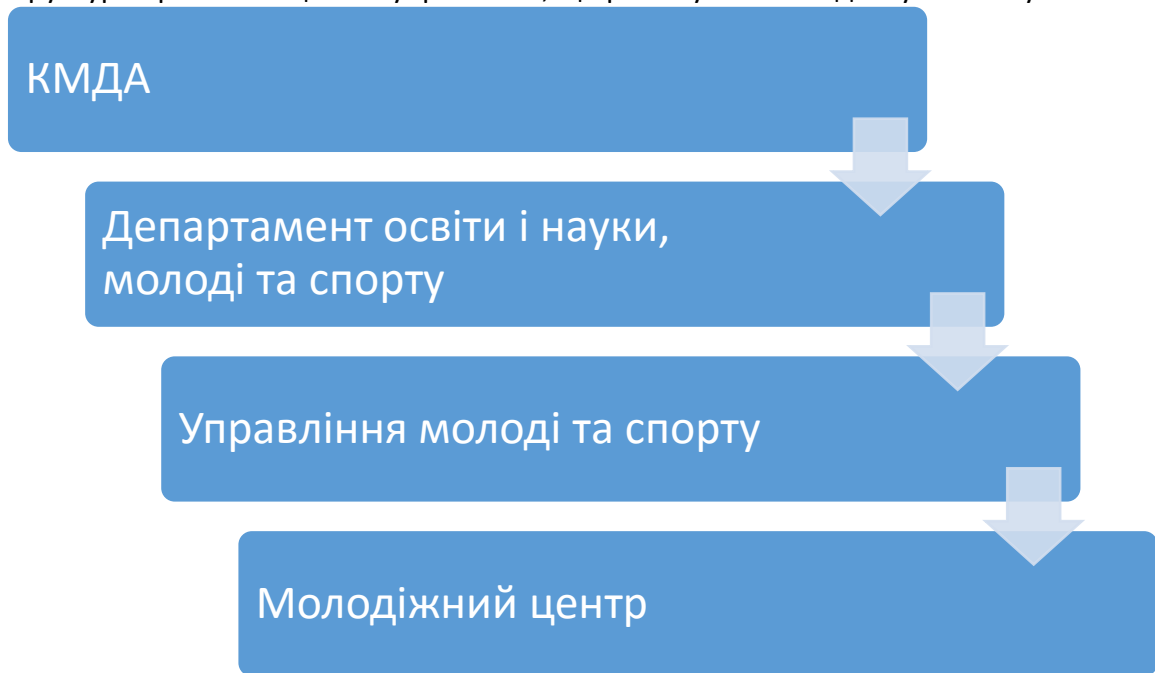 КМДА
Департамент освіти і науки,
молоді та спорту
Управління молоді та спорту
Молодіжний центр